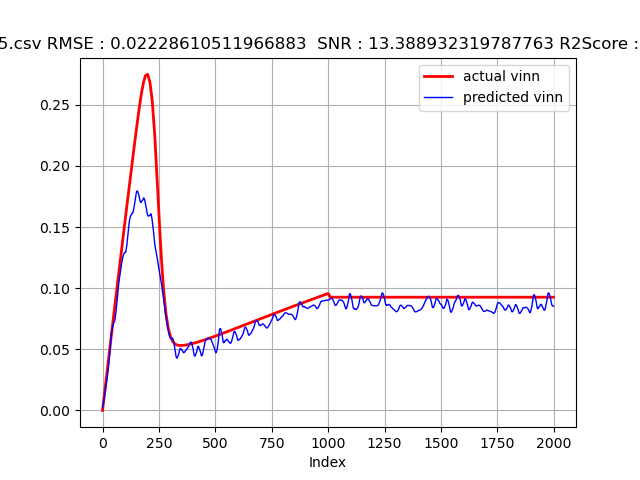 5.csv RMSE : 0.02228610511966883 SNR : 13.388932319787763 R2Score :
actual vinn
predicted vinn
0.25
0.20
0.15
0.10
0.05
0.00
0 250 500 750 1000 1250 1500 1750 2000
Index